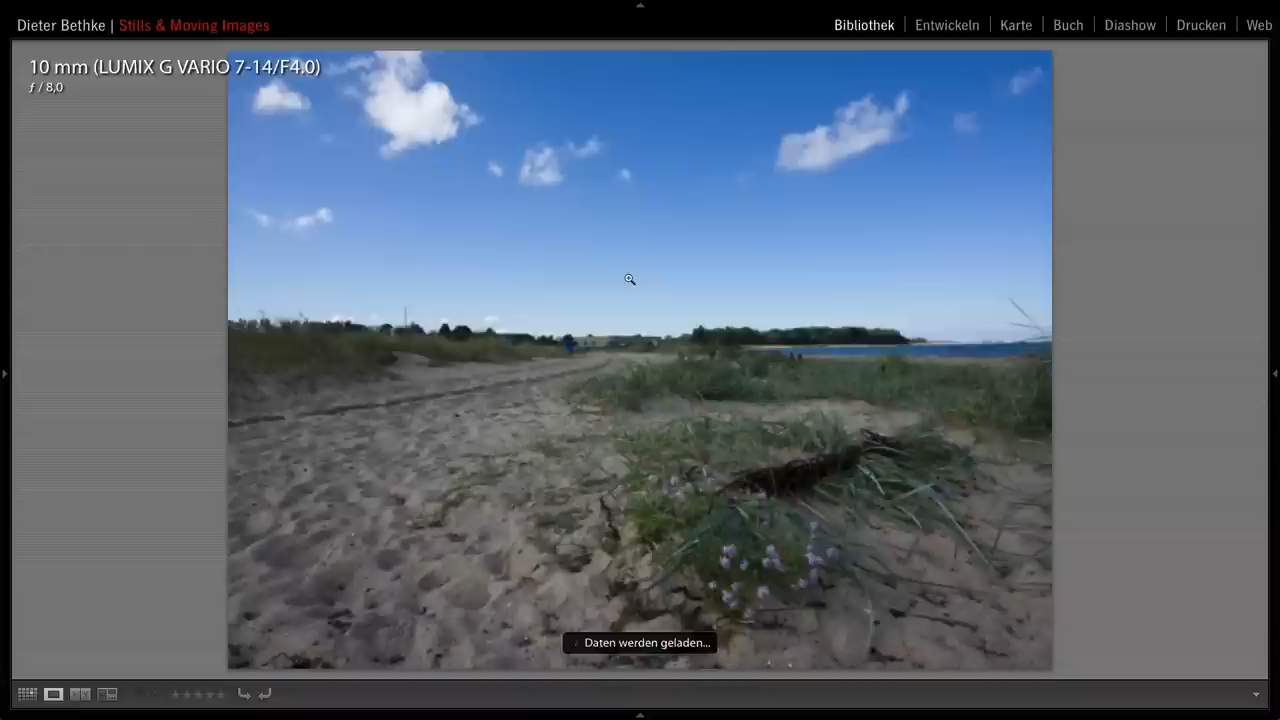 Dieter Bethke | Stills & Moving Images
Bibliothek | Entwickeln | Karte | Buch | Diashow | Drucken | Web
10 mm (LUMIX G VARIO 7-14/F4.0)
ƒ / 8,0
Daten werden geladen...